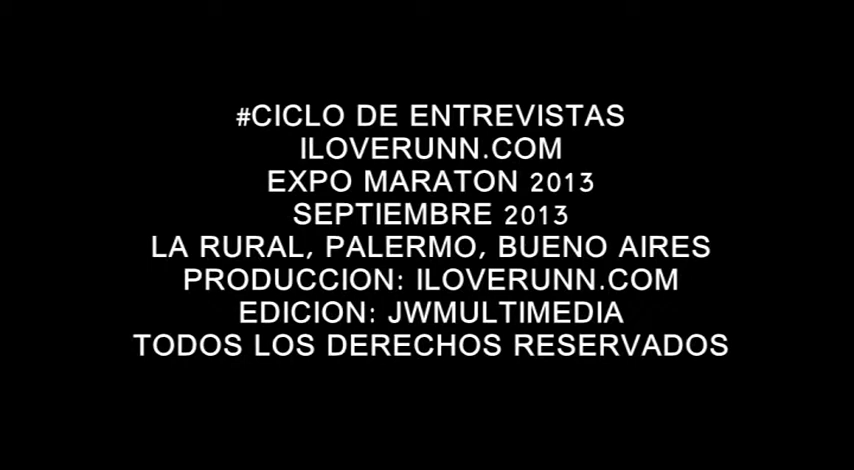 #CICLO DE ENTREVISTAS
ILOVERUNN.COM
EXPO MARATON 2013
SEPTIEMBRE 2013
LA RURAL, PALERMO, BUENO AIRES
PRODUCCION: ILOVERUNN.COM
EDICION: JWMULTIMEDIA
TODOS LOS DERECHOS RESERVADOS